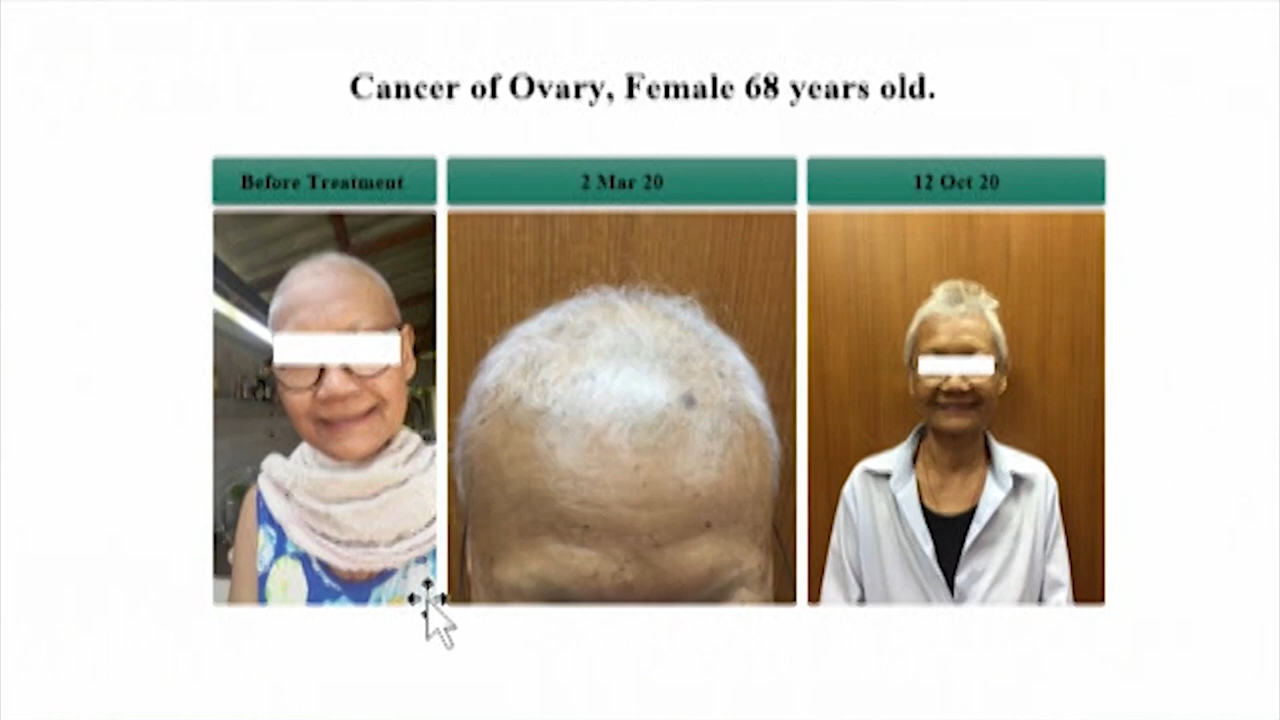 Cancer of Ovary, Female 68 years old.
Before Treatment
2 Mar 20
12 Oct 20